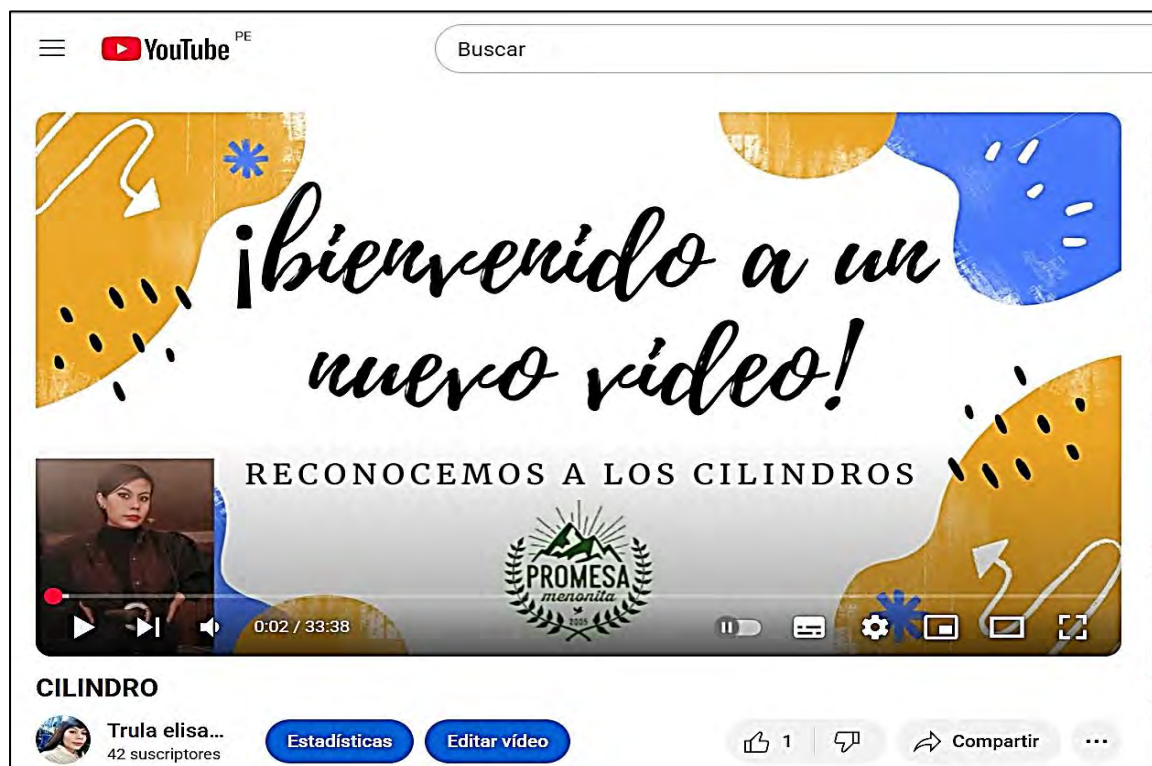 YouTube PE
Buscar
¡bienvenido a un
nuevo vídeo!
RECONOCEMOS A LOS CILINDROS
PROMESA
menonita
2005
0:02 / 33:38
CILINDRO
Trula elisa...
42 suscriptores
Estadísticas
Editar vídeo
1
Compartir